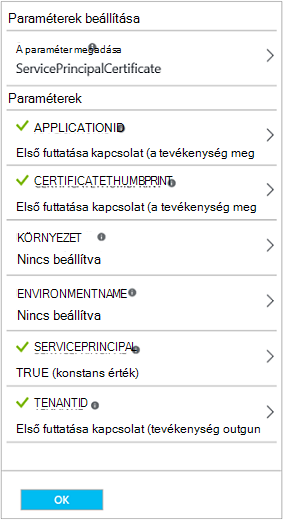 Paraméterek beállítása
A paraméter megadása
ServicePrincipalCertificate
Paraméterek
APPLICATIONID
Első futtatása kapcsolat (a tevékenység meg
CERTIFICATETHUMBPRINT
Első futtatása kapcsolat (a tevékenység meg
KÖRNYEZET
Nincs beállítva
ENVIRONMENTNAME
Nincs beállítva
SERVICEPRINCIPAL
TRUE (konstans érték)
TENANTID
Első futtatása kapcsolat (tevékenység outgun
OK